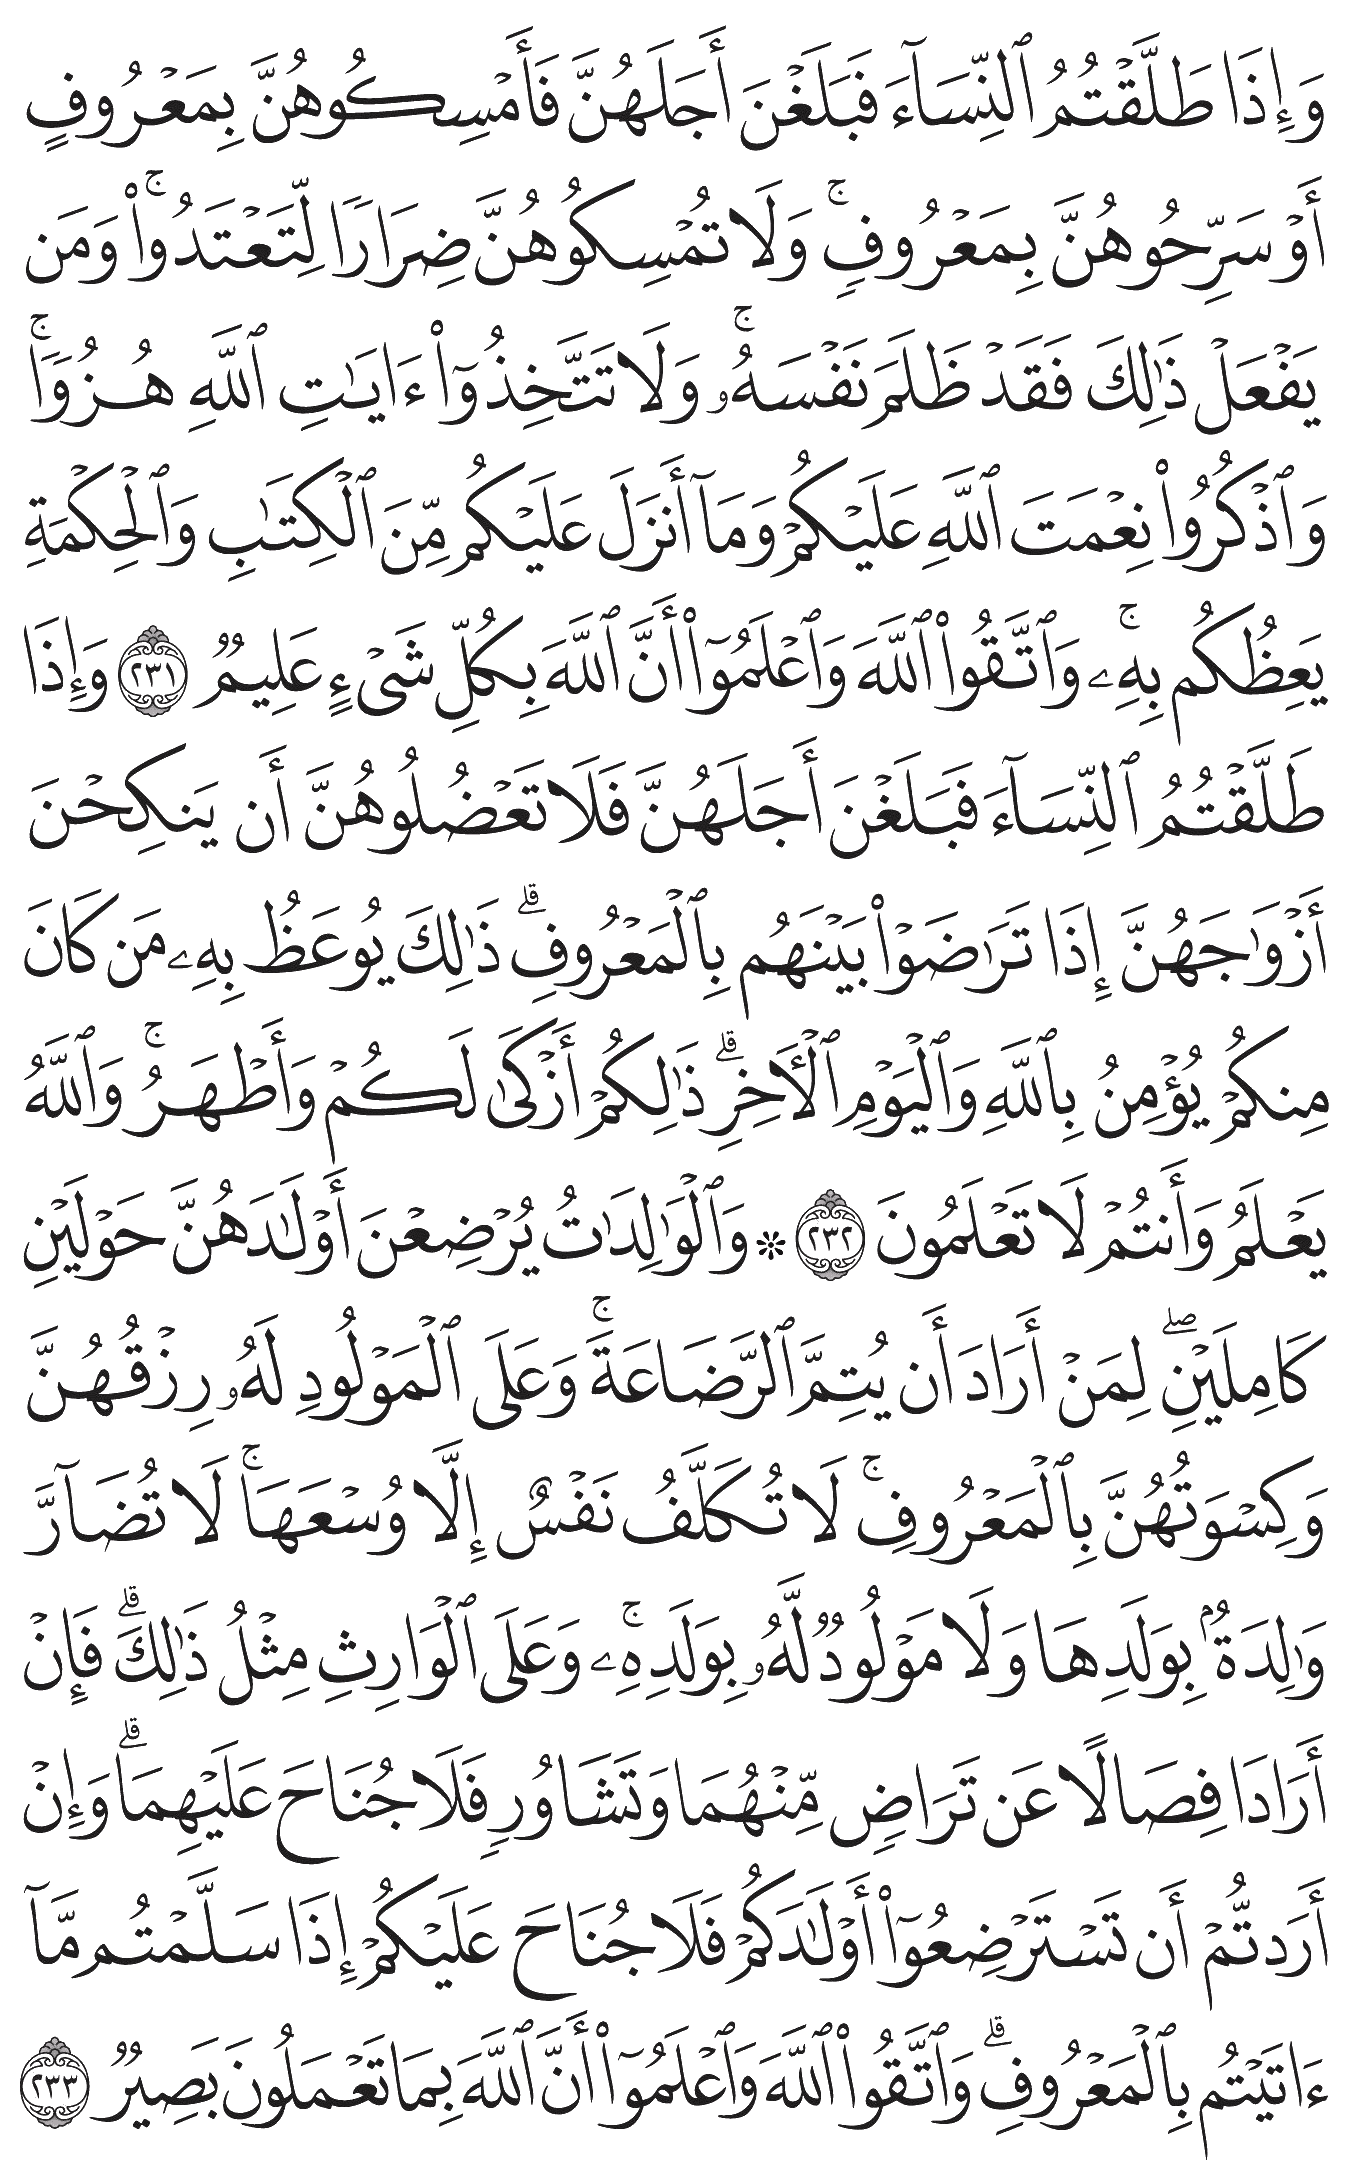 وَإِذَا طَلَّقْتُمُ ٱلنِّسَآءَ فَبَلَغْنَ أَجَلَهُنَّ فَأَمْسِكُوهُنَّ بِمَعْرُوفٍ
أَوْ سَرِّحُوهُنَّ بِمَعْرُوفٍۚ وَلَا تُمْسِكُوهُنَّ ضِرَارًا لِّتَعْتَدُوا۟ۚ وَمَن
يَفْعَلْ ذَٰلِكَ فَقَدْ ظَلَمَ نَفْسَهُۥۚ وَلَا تَتَّخِذُوٓا۟ ءَايَـٰتِ ٱللَّهِ هُزُوًاۚ
وَٱذْكُرُوا۟ نِعْمَتَ ٱللَّهِ عَلَيْكُمْ وَمَآ أَنزَلَ عَلَيْكُم مِّنَ ٱلْكِتَـٰبِ وَٱلْحِكْمَةِ
يَعِظُكُم بِهِۦۚ وَٱتَّقُوا۟ ٱللَّهَ وَٱعْلَمُوٓا۟ أَنَّ ٱللَّهَ بِكُلِّ شَىْءٍ عَلِيمٌ ٢٣١ وَإِذَا
طَلَّقْتُمُ ٱلنِّسَآءَ فَبَلَغْنَ أَجَلَهُنَّ فَلَا تَعْضُلُوهُنَّ أَن يَنكِحْنَ
أَزْوَٰجَهُنَّ إِذَا تَرَٰضَوْا۟ بَيْنَهُم بِٱلْمَعْرُوفِۗ ذَٰلِكَ يُوعَظُ بِهِۦ مَن كَانَ
مِنكُمْ يُؤْمِنُ بِٱللَّهِ وَٱلْيَوْمِ ٱلْـَٔاخِرِۗ ذَٰلِكُمْ أَزْكَىٰ لَكُمْ وَأَطْهَرُۚ وَٱللَّهُ
يَعْلَمُ وَأَنتُمْ لَا تَعْلَمُونَ ٢٣٢ ۞ وَٱلْوَٰلِدَٰتُ يُرْضِعْنَ أَوْلَـٰدَهُنَّ حَوْلَيْنِ
كَامِلَيْنِۖ لِمَنْ أَرَادَ أَن يُتِمَّ ٱلرَّضَاعَةَۚ وَعَلَى ٱلْمَوْلُودِ لَهُۥ رِزْقُهُنَّ
وَكِسْوَتُهُنَّ بِٱلْمَعْرُوفِۚ لَا تُكَلَّفُ نَفْسٌ إِلَّا وُسْعَهَاۚ لَا تُضَآرَّ
وَٰلِدَةٌۢ بِوَلَدِهَا وَلَا مَوْلُودٌ لَّهُۥ بِوَلَدِهِۦۚ وَعَلَى ٱلْوَارِثِ مِثْلُ ذَٰلِكَۗ فَإِنْ
أَرَادَا فِصَالًا عَن تَرَاضٍ مِّنْهُمَا وَتَشَاوُرٍ فَلَا جُنَاحَ عَلَيْهِمَاۗ وَإِنْ
أَرَدتُّمْ أَن تَسْتَرْضِعُوٓا۟ أَوْلَـٰدَكُمْ فَلَا جُنَاحَ عَلَيْكُمْ إِذَا سَلَّمْتُم مَّآ
ءَاتَيْتُم بِٱلْمَعْرُوفِۗ وَٱتَّقُوا۟ ٱللَّهَ وَٱعْلَمُوٓا۟ أَنَّ ٱللَّهَ بِمَا تَعْمَلُونَ بَصِيرٌ ٢٣٣